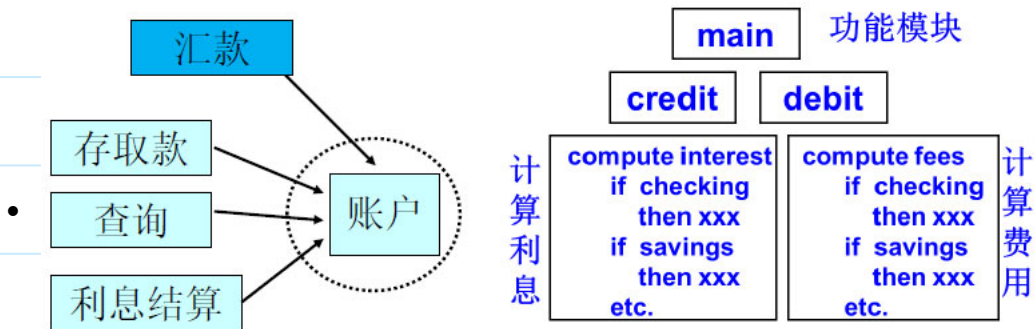 汇款
存取款
查询
利息结算
账户
main
功能模块
credit
debit
计算利息
compute interest
if checking
then xxx
if savings
then xxx
etc.
compute fees
if checking
then xxx
if savings
then xxx
etc.
计算费用